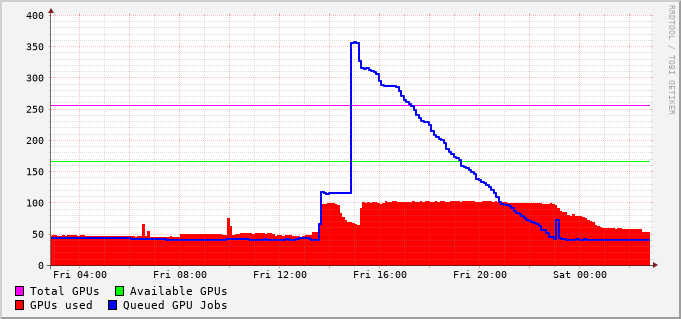 400
350
300
250
200
150
100
50
0
Fri 04:00 Fri 08:00 Fri 12:00 Fri 16:00 Fri 20:00 Sat 00:00
Total GPUs Available GPUs
GPUs used Queued GPU Jobs
RRDTOOL / TOBI OETIKER